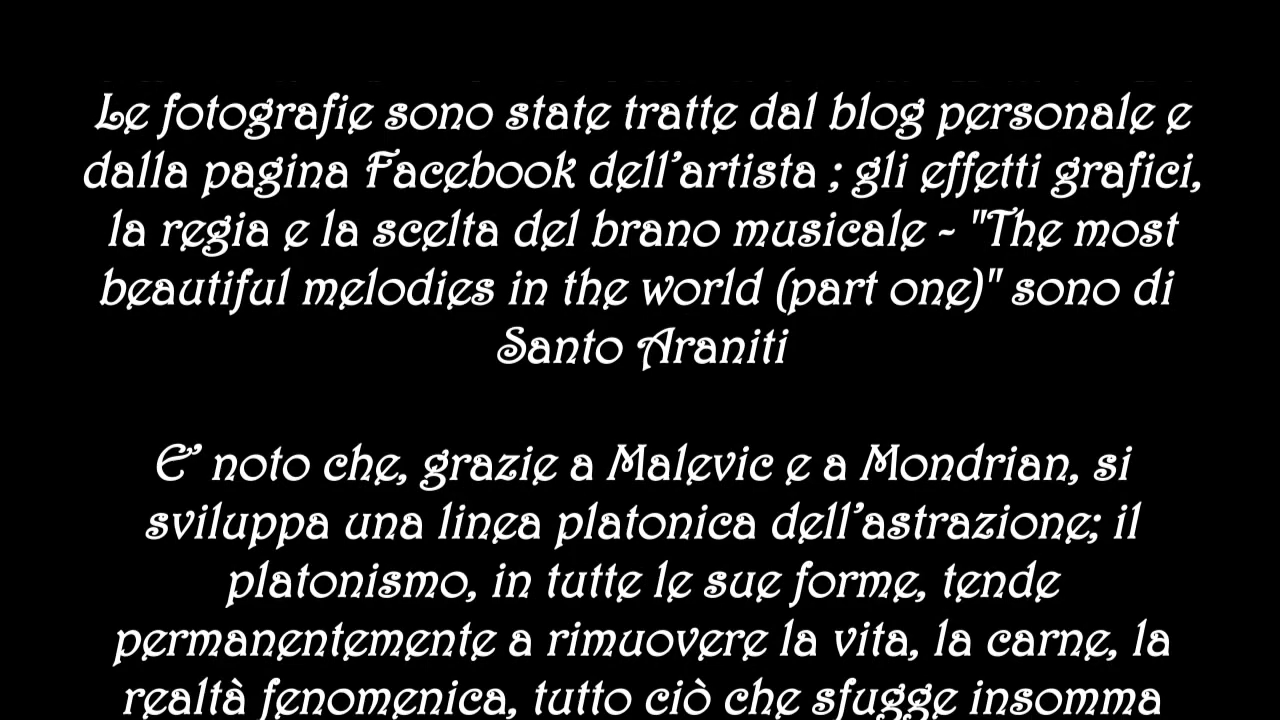 Le fotografie sono state tratte dal blog personale e
dalla pagina Facebook dell'artista ; gli effetti grafici,
la regia e la scelta del brano musicale - "The most
beautiful melodies in the world (part one)" sono di
Santo Araniti
E' noto che, grazie a Malevic e a Mondrian, si
sviluppa una linea platonica dell'astrazione; il
platonismo, in tutte le sue forme, tende
permanentemente a rimuovere la vita, la carne, la
realtà fenomenica, tutto ciò che sfugge insomma